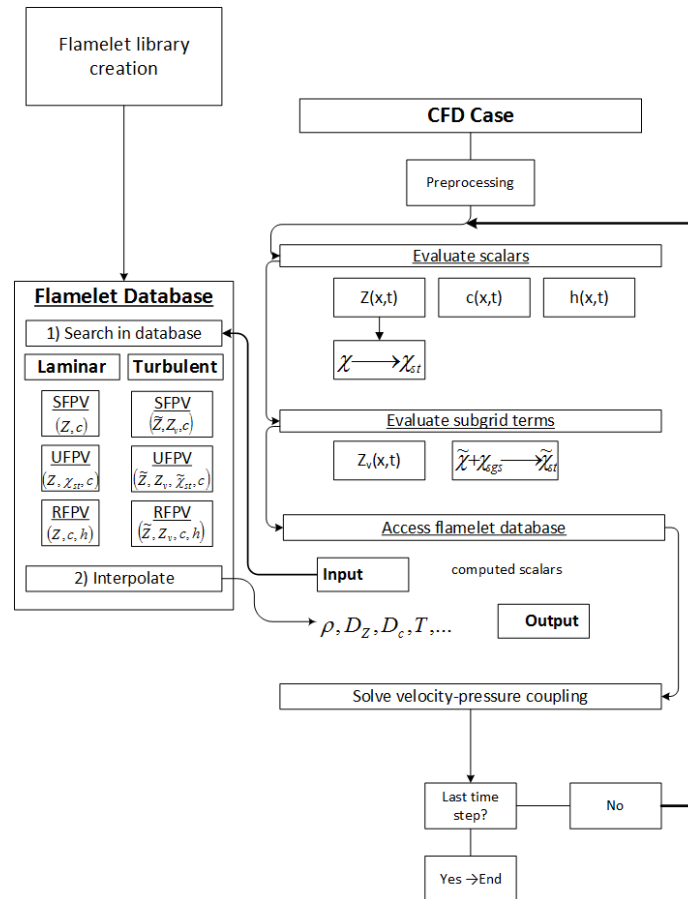 Flamelet library
creation
CFD Case
Preprocessing
Evaluate scalars
Z(x,t)
c(x,t)
h(x,t)
χ⟶χst
Flamelet Database
1) Search in database
Laminar
Turbulent
SFPV
(Z,c)
SFPV
(Z̃,Zv,c)
UFPV
(Z,χst,c)
UFPV
(Z̃,Zv,χ̃st,c)
RFPV
(Z,c,h)
RFPV
(Z̃,Zv,c,h)
2) Interpolate
Evaluate subgrid terms
Zv(x,t)
χ̃+χsgs⟶χ̃st
Access flamelet database
Input
computed scalars
ρ,DZ,Dc,T,...
Output
Solve velocity-pressure coupling
Last time
step?
No
Yes →End